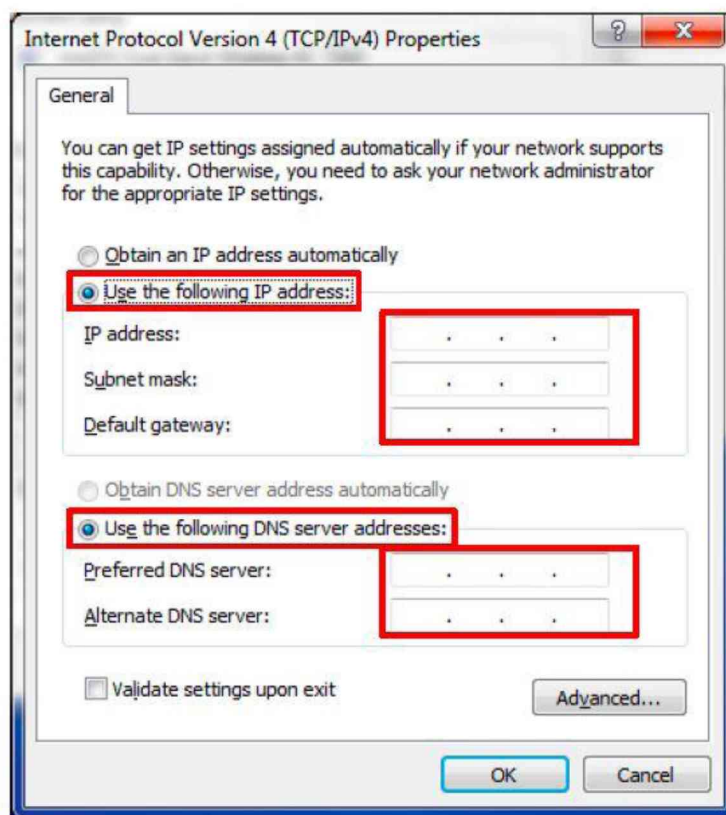 Internet Protocol Version 4 (TCP/IPv4) Properties
General
You can get IP settings assigned automatically if your network supports
this capability. Otherwise, you need to ask your network administrator
for the appropriate IP settings.
Obtain an IP address automatically
Use the following IP address:
IP address:
Subnet mask:
Default gateway:
Obtain DNS server address automatically
Use the following DNS server addresses:
Preferred DNS server:
Alternate DNS server:
Validate settings upon exit
Advanced...
OK Cancel